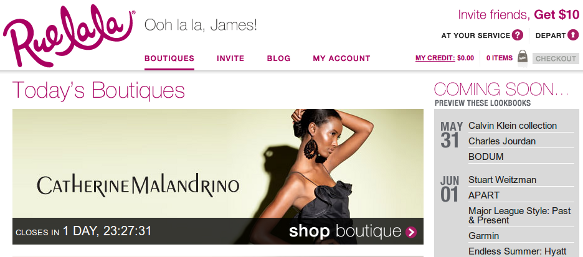 Ruelala
Ooh la la, James!
Invite friends, Get $10
AT YOUR SERVICE ?
DEPART
BOUTIQUES
INVITE
BLOG
MY ACCOUNT
MY CREDIT: $0.00
0 ITEMS
CHECKOUT
Today's Boutiques
CATHERINE MALANDRINO
CLOSES IN 1 DAY, 23:27:31
shop boutique
COMING SOON...
PREVIEW THESE LOOKBOOKS
MAY
31
Calvin Klein collection
Charles Jourdan
BODUM
JUN
01
Stuart Weitzman
APART
Major League Style: Past
& Present
Garmin
Endless Summer: Hyatt